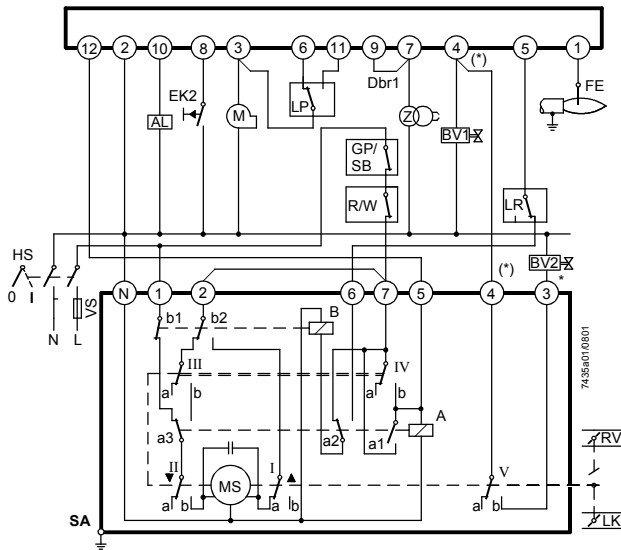 12 2 10 8 3 6 11 9 7 4 (*) 5 1
Dbr1
EK2
FE
LP
AL
M
Z
BV1
GP/
SB
R/W
LR
HS
0 I
VS
BV2
*
(*)
N 1 2 6 7 5 4 3
N L
b1 b2 B
III IV
a b a b
A
a3 a2 a1
II I V
MS
a b a b a b
SA
RV
LK
7435a01/0801